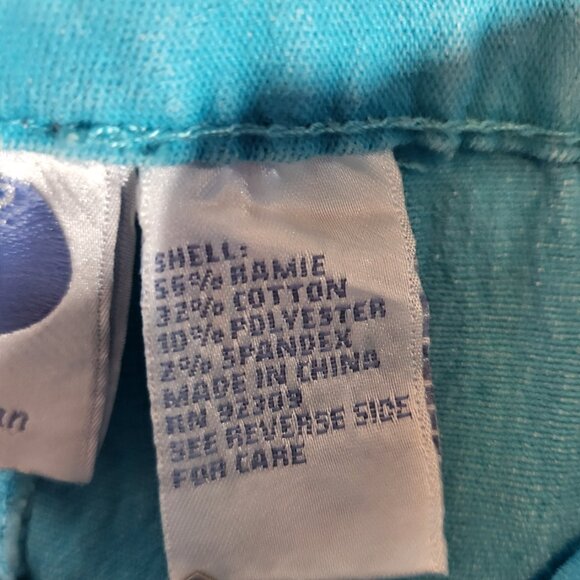 SHELL:
56% RAMIE
32% COTTON
10% POLYESTER
2% SPANDEX
MADE IN CHINA
RN 92309
SEE REVERSE SIDE
FOR CARE